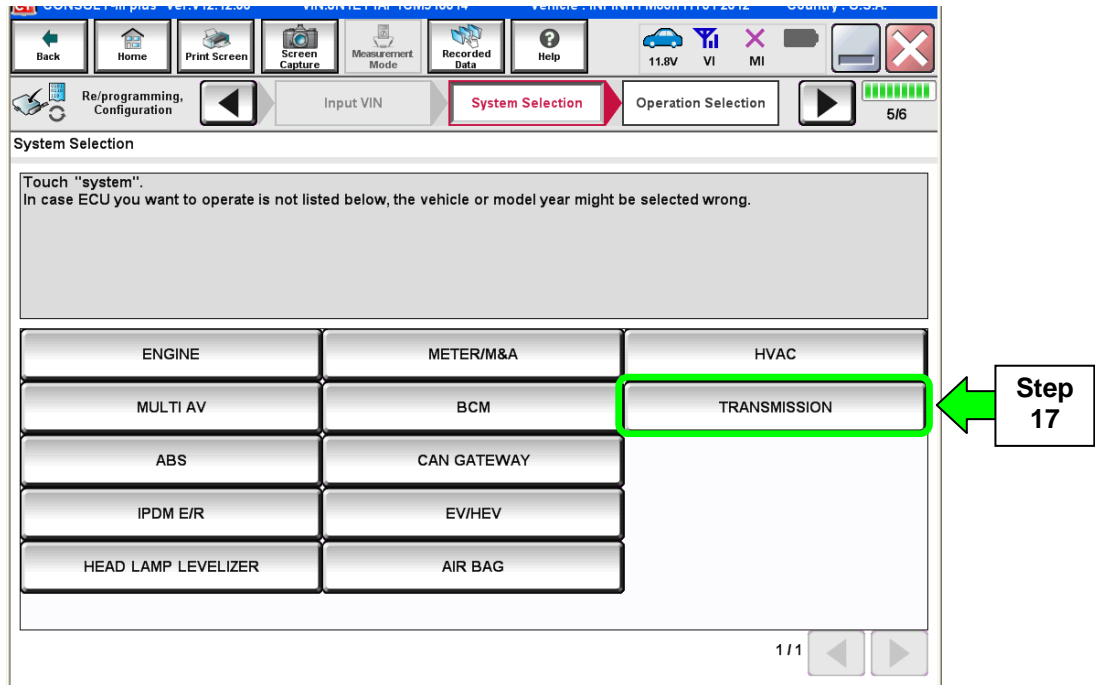 Back
Home
Print Screen
Screen
Capture
Measurement
Mode
Recorded
Data
Help
11.8V
VI
MI
Re/programming,
Configuration
Input VIN
System Selection
Operation Selection
5/6
System Selection
Touch "system".
In case ECU you want to operate is not listed below, the vehicle or model year might be selected wrong.
ENGINE
METER/M&A
HVAC
MULTI AV
BCM
TRANSMISSION
Step
17
ABS
CAN GATEWAY
IPDM E/R
EV/HEV
HEAD LAMP LEVELIZER
AIR BAG
1/1